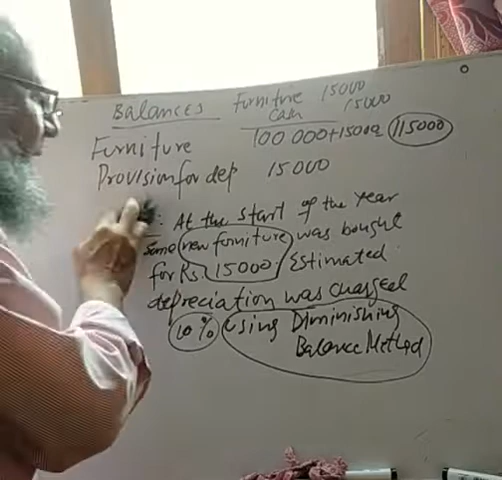 BALANCES Furnitrie 15000
Cash 15000
Furniture 100 000+15000 115000
Provision for dep 15000
: At the start of the year
Some new furniture was bought
for Rs 15000/ Estimated
depreciation was charged
10% Using Diminishing
Balance Method